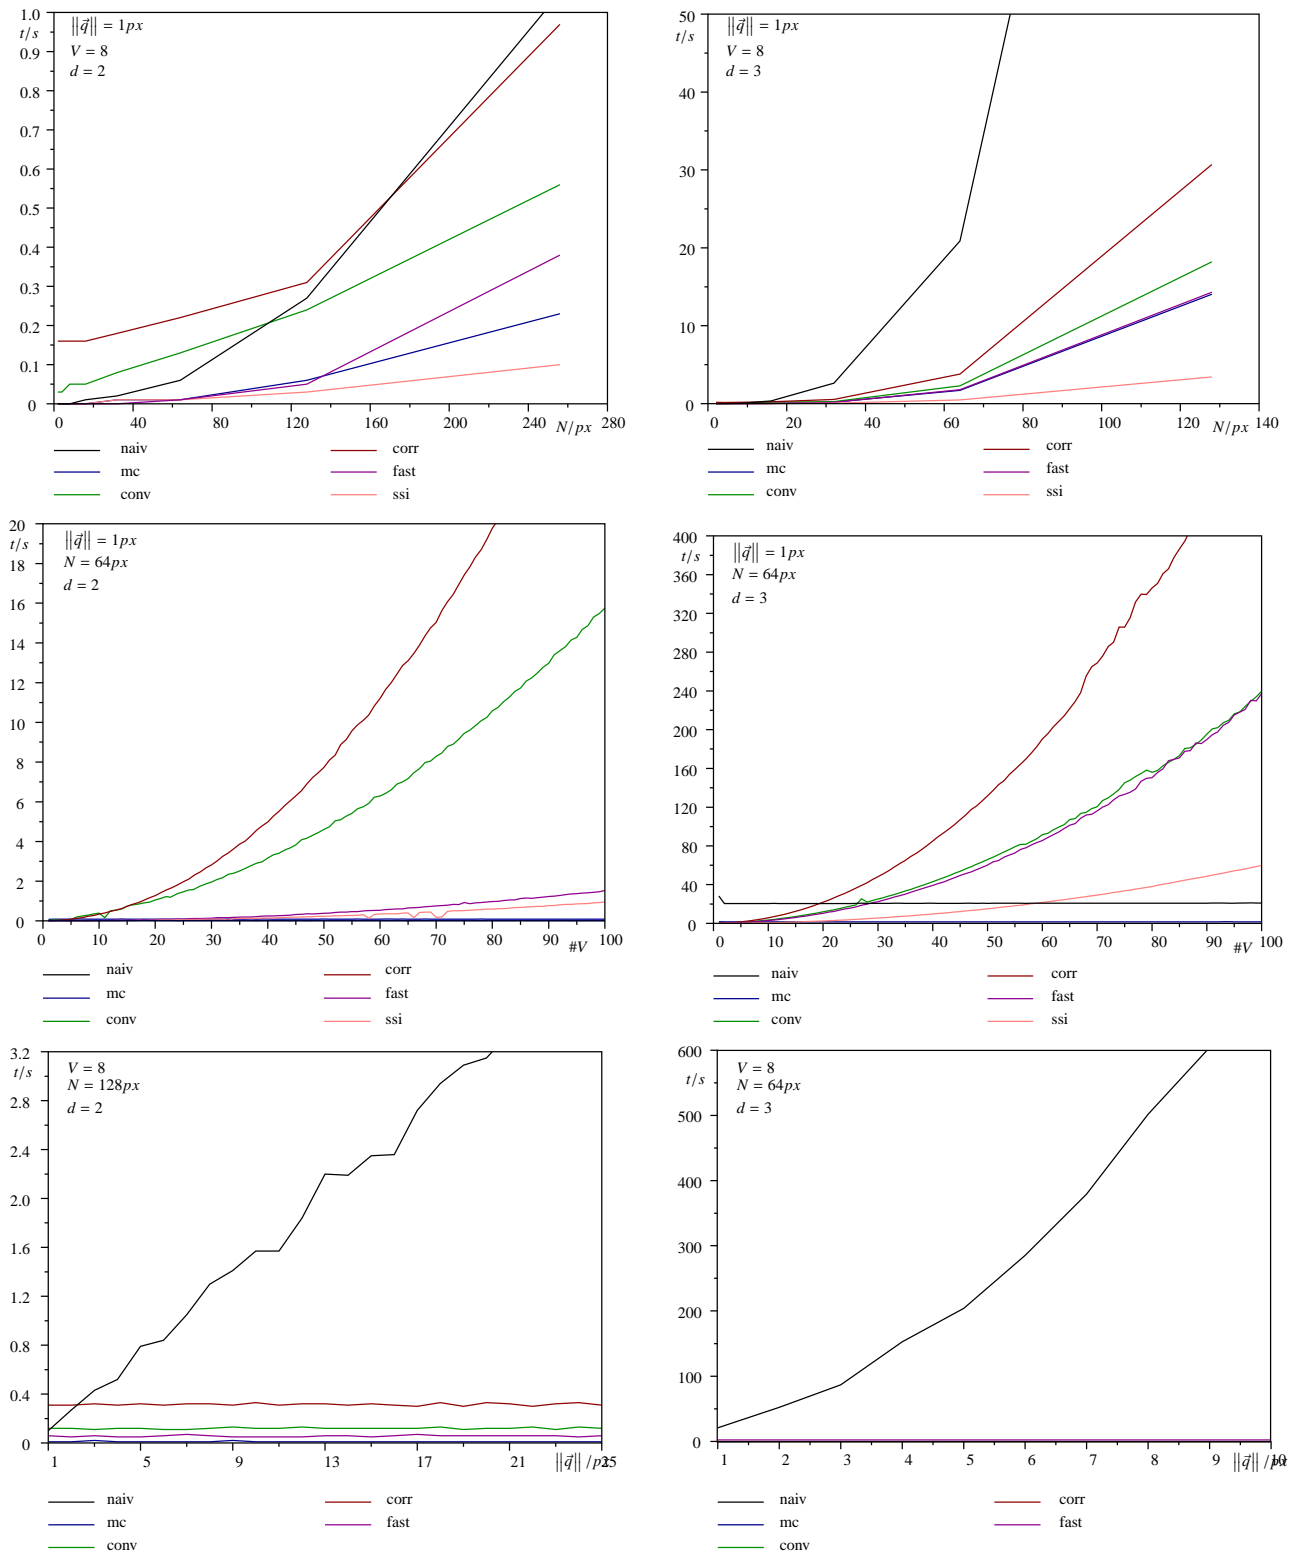 1.0
t/s
0.9
0.8
0.7
0.6
0.5
0.4
0.3
0.2
0.1
0
||q⃗|| = 1px
V = 8
d = 2
0 40 80 120 160 200 N/px 280
naiv corr
mc fast
conv ssi
50
t/s
40
30
20
10
0
||q⃗|| = 1px
V = 8
d = 3
0 20 40 60 80 100 120 N/px 140
naiv corr
mc fast
conv ssi
20
t/s
18
16
14
12
10
8
6
4
2
0
||q⃗|| = 1px
N = 64px
d = 2
0 10 20 30 40 50 60 70 80 90 #V 100
naiv corr
mc fast
conv ssi
400
t/s
360
320
280
240
200
160
120
80
40
0
||q⃗|| = 1px
N = 64px
d = 3
0 10 20 30 40 50 60 70 80 90 #V 100
naiv corr
mc fast
conv ssi
3.2
t/s
2.8
2.4
2.0
1.6
1.2
0.8
0.4
0
V = 8
N = 128px
d = 2
1 5 9 13 17 21 ||q⃗||/px 25
naiv corr
mc fast
conv
600
t/s
500
400
300
200
100
0
V = 8
N = 64px
d = 3
1 2 3 4 5 6 7 8 9 ||q⃗||/px 10
naiv corr
mc fast
conv